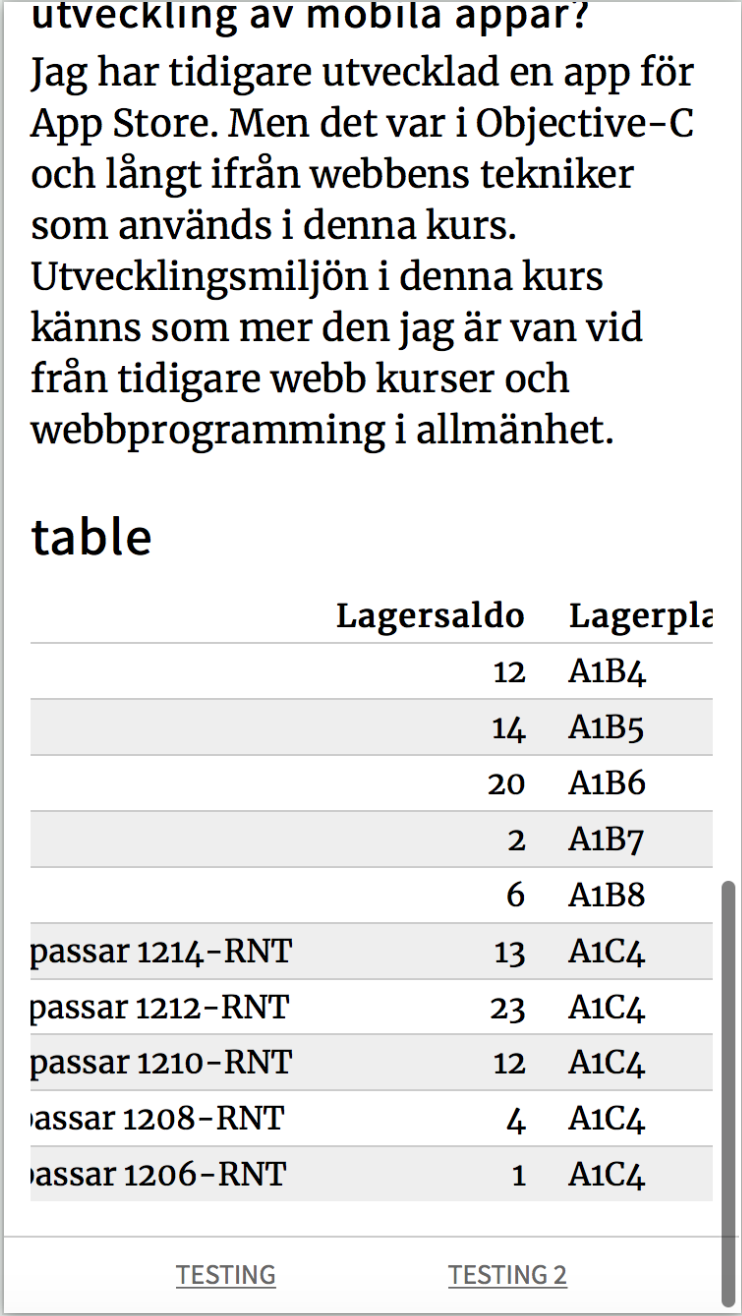 utveckling av mobila appar?
Jag har tidigare utvecklad en app för
App Store. Men det var i Objective-C
och långt ifrån webbens tekniker
som används i denna kurs.
Utvecklingsmiljön i denna kurs
känns som mer den jag är van vid
från tidigare webb kurser och
webbprogramming i allmänhet.
table
Lagersaldo Lagerpla
12 A1B4
14 A1B5
20 A1B6
2 A1B7
6 A1B8
passar 1214-RNT 13 A1C4
passar 1212-RNT 23 A1C4
passar 1210-RNT 12 A1C4
passar 1208-RNT 4 A1C4
passar 1206-RNT 1 A1C4
TESTING TESTING 2